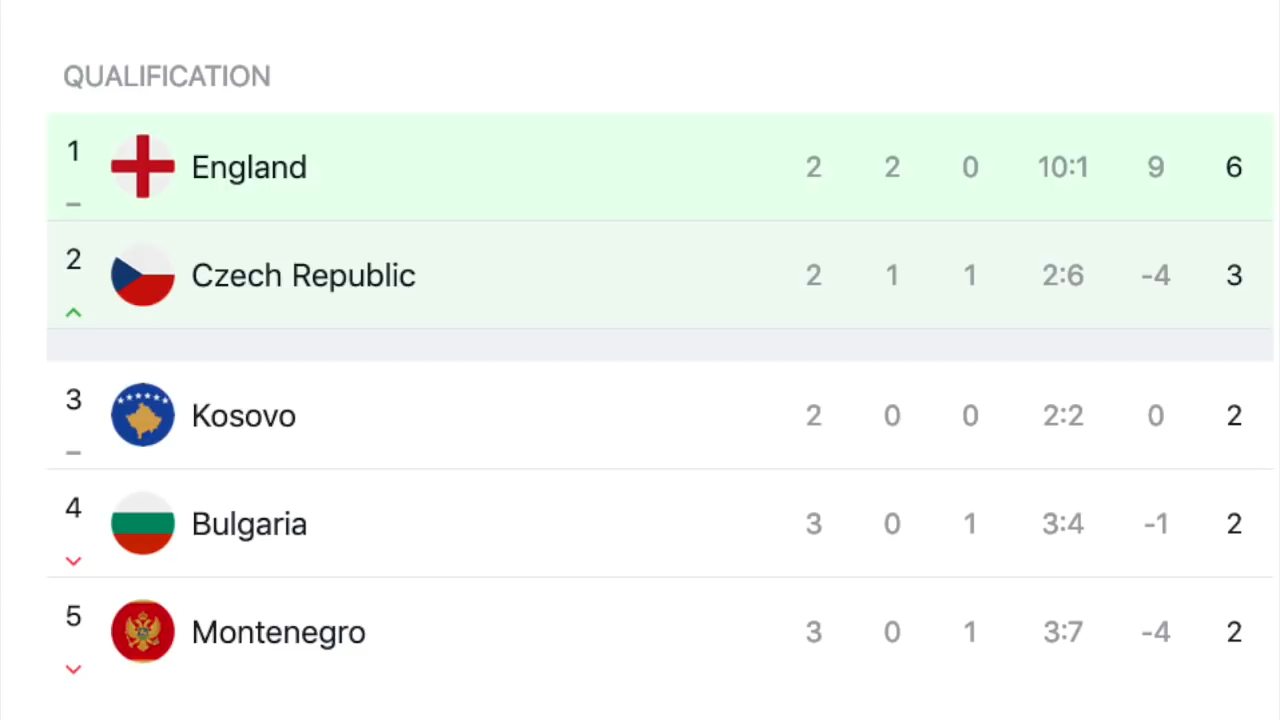 QUALIFICATION
1 England 2 2 0 10:1 9 6
2 Czech Republic 2 1 1 2:6 -4 3
3 Kosovo 2 0 0 2:2 0 2
4 Bulgaria 3 0 1 3:4 -1 2
5 Montenegro 3 0 1 3:7 -4 2